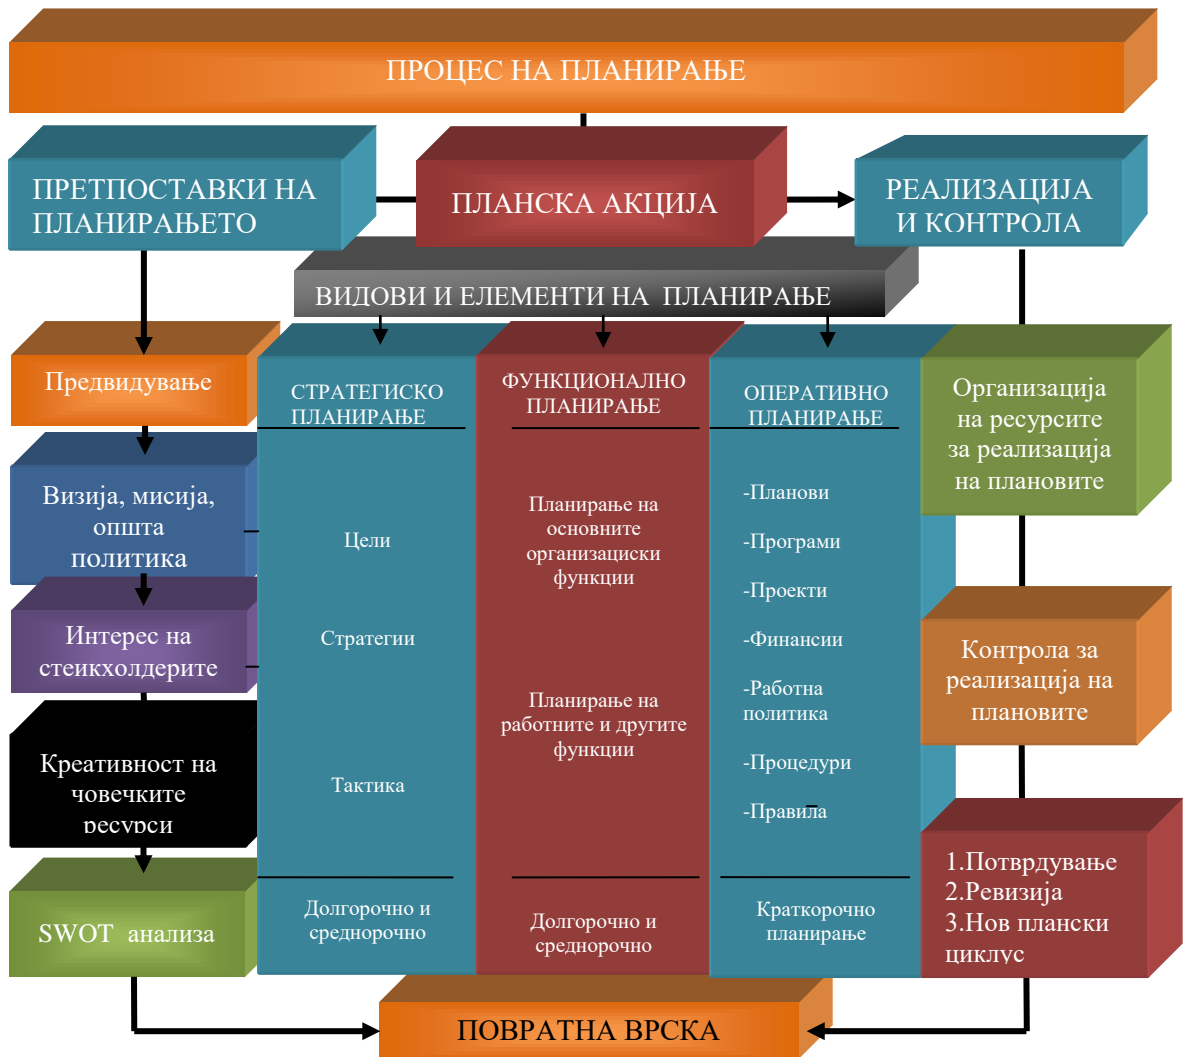 ПРОЦЕС НА ПЛАНИРАЊЕ
ПРЕТПОСТАВКИ НА
ПЛАНИРАЊЕТО
ПЛАНСКА АКЦИЈА
РЕАЛИЗАЦИЈА
И КОНТРОЛА
ВИДОВИ И ЕЛЕМЕНТИ НА ПЛАНИРАЊЕ
Предвидување
Визија, мисија,
општа
политика
Интерес на
стеикхолдерите
Креативност на
човечките
ресурси
SWOT анализа
СТРАТЕГИСКО
ПЛАНИРАЊЕ
Цели
Стратегии
Тактика
Долгорочно и
среднорочно
ФУНКЦИОНАЛНО
ПЛАНИРАЊЕ
Планирање на
основните
организациски
функции
Планирање на
работните и другите
функции
Долгорочно и
среднорочно
ОПЕРАТИВНО
ПЛАНИРАЊЕ
-Планови
-Програми
-Проекти
-Финансии
-Работна
политика
-Процедури
-Правила
Краткорочно
планирање
Организација
на ресурсите
за реализација
на плановите
Контрола за
реализација на
плановите
1.Потврдување
2.Ревизија
3.Нов плански
циклус
ПОВРАТНА ВРСКА